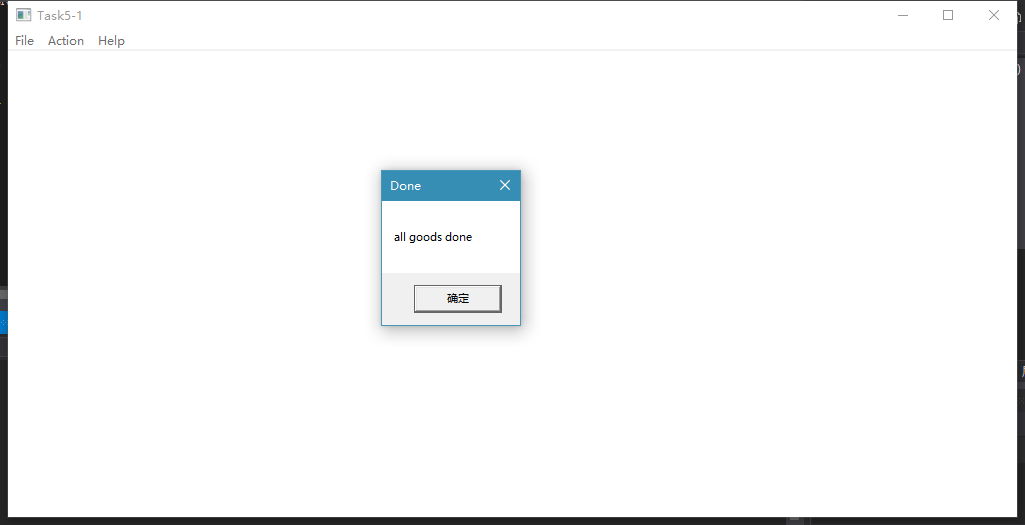 Task5-1
File Action Help
Done
all goods done
确定